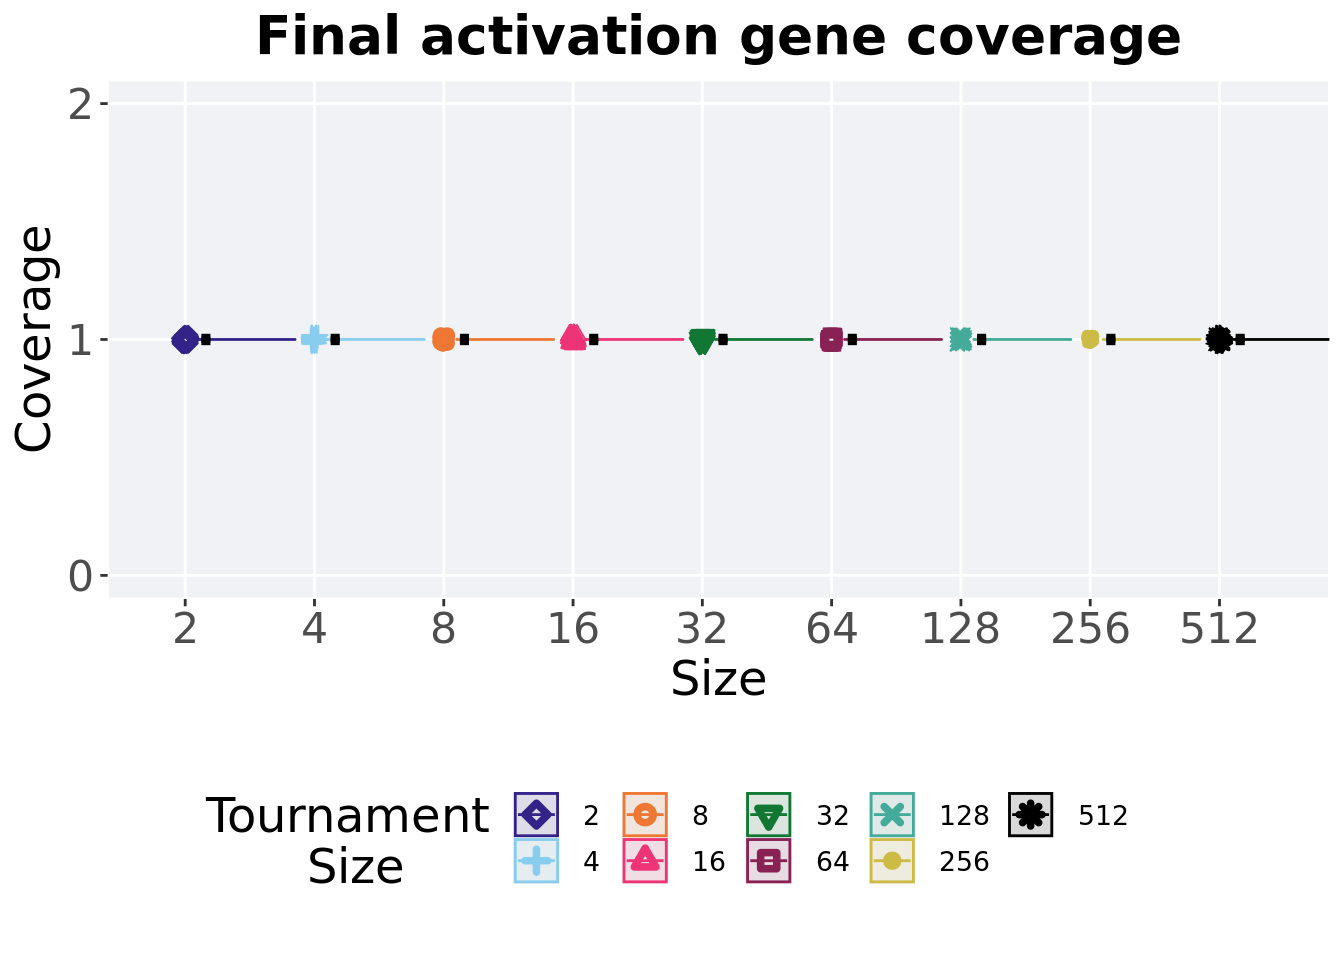 Final activation gene coverage
2
1
0
Coverage
2 4 8 16 32 64 128 256 512
Size
Tournament
Size
2 8 32 128 512
4 16 64 256